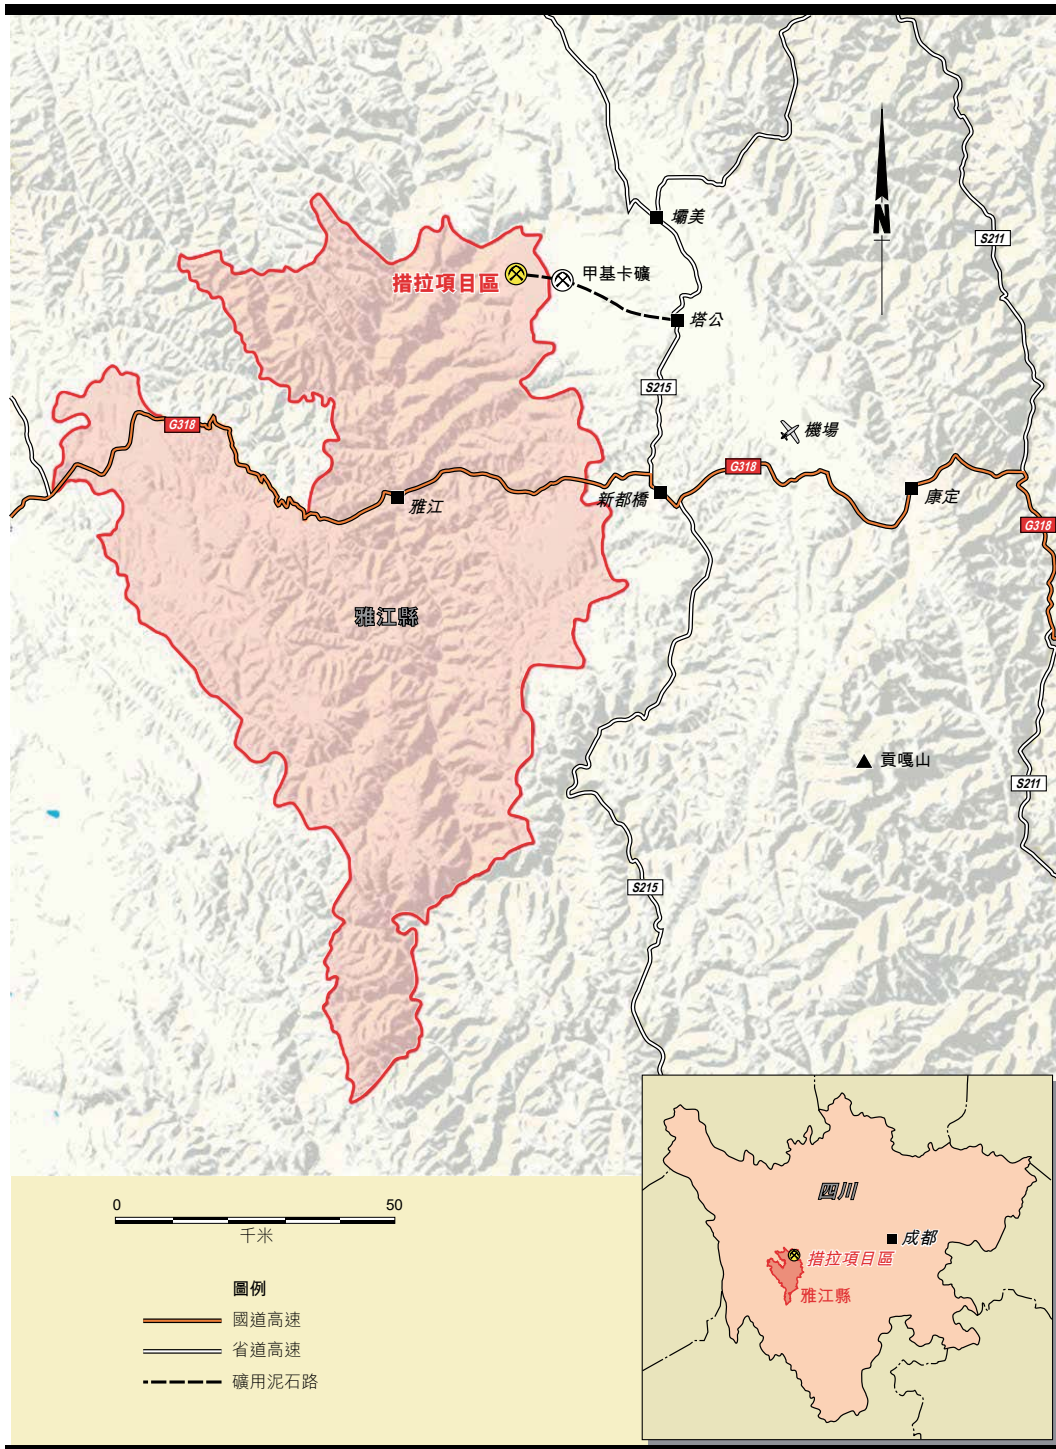 N
壩美
S211
措拉項目區
甲基卡礦
塔公
S215
G318
機場
G318
雅江
新都橋
康定
G318
雅江縣
貢嘎山
S211
S215
四川
成都
措拉項目區
雅江縣
0 50
千米
圖例
國道高速
省道高速
礦用泥石路